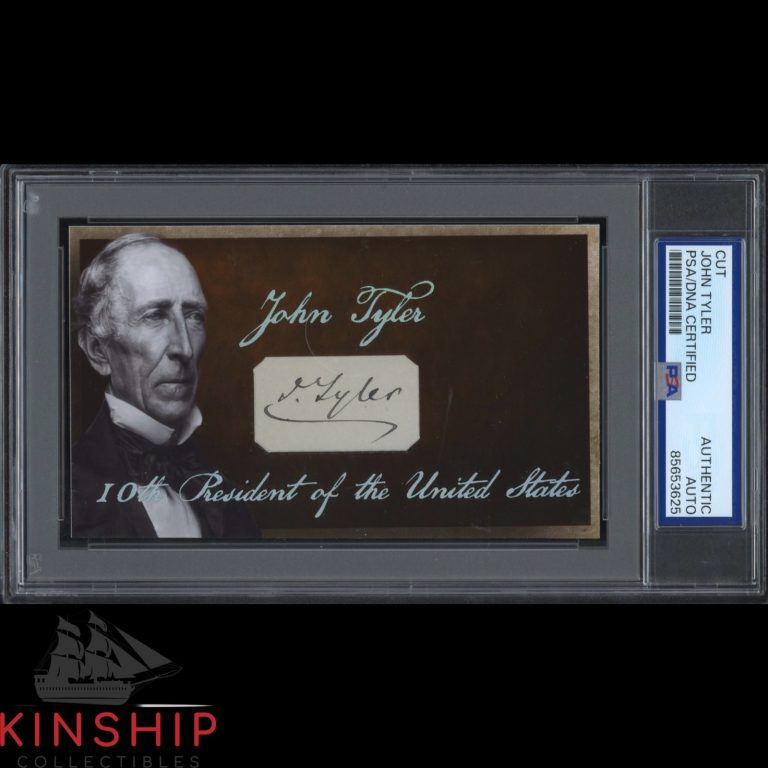 John Tyler
J. Tyler
10th President of the United States
CUT
JOHN TYLER
PSA/DNA CERTIFIED
PSA
AUTHENTIC
AUTO
85653625
KINSHIP
COLLECTIBLES